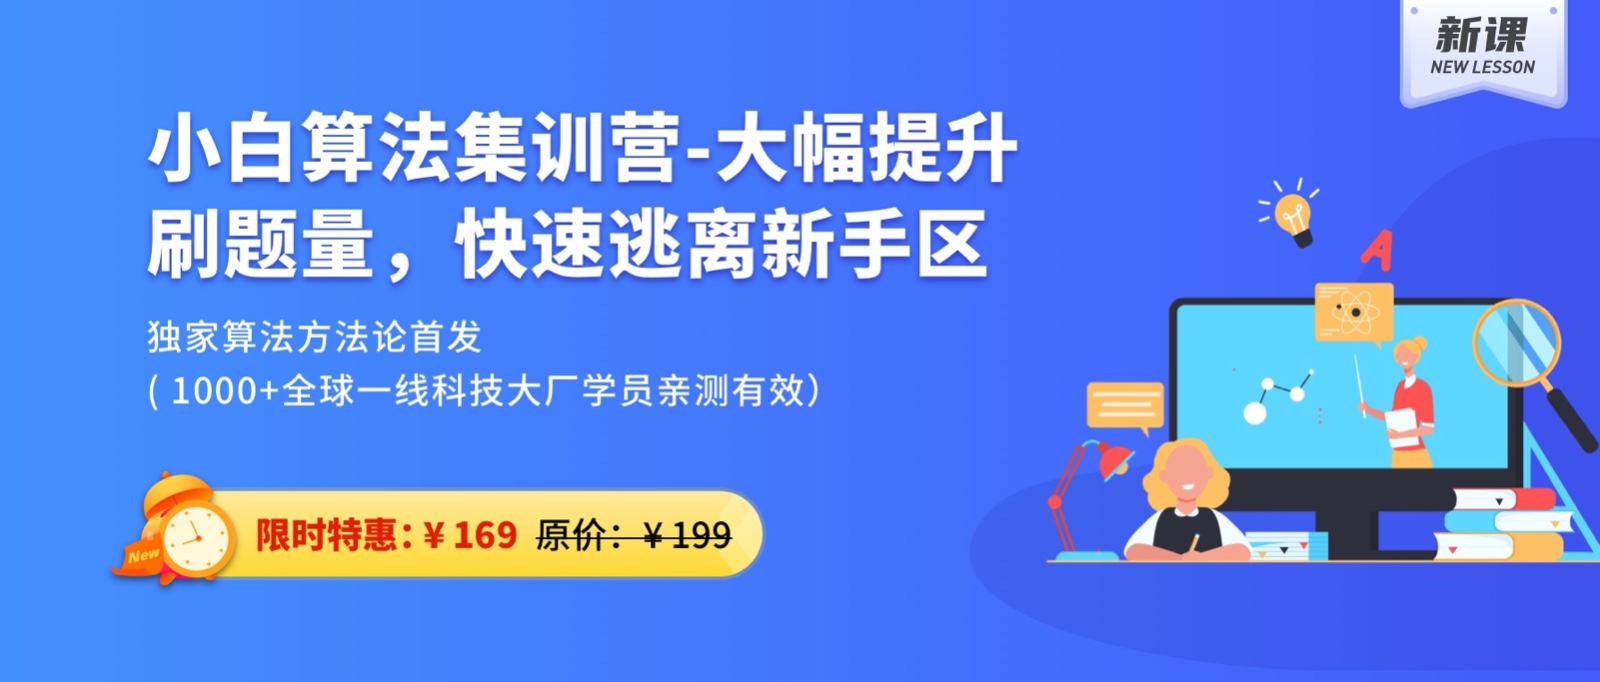 新课
NEW LESSON
小白算法集训营-大幅提升
刷题量，快速逃离新手区
独家算法方法论首发
( 1000+全球一线科技大厂学员亲测有效）
New
限时特惠：¥ 169 原价：¥ 199
A